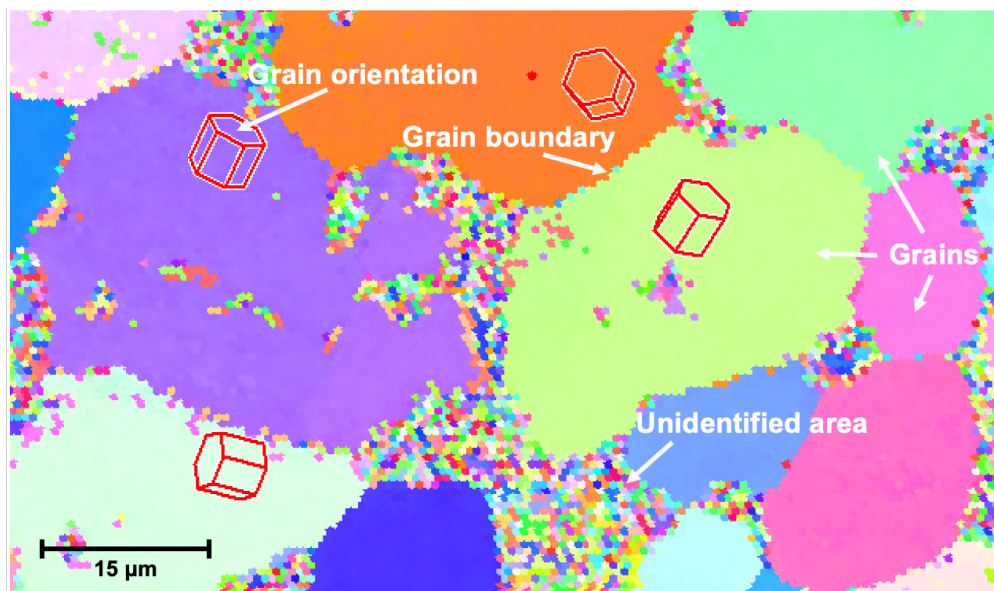 Grain orientation
Grain boundary
Grains
Unidentified area
15 µm